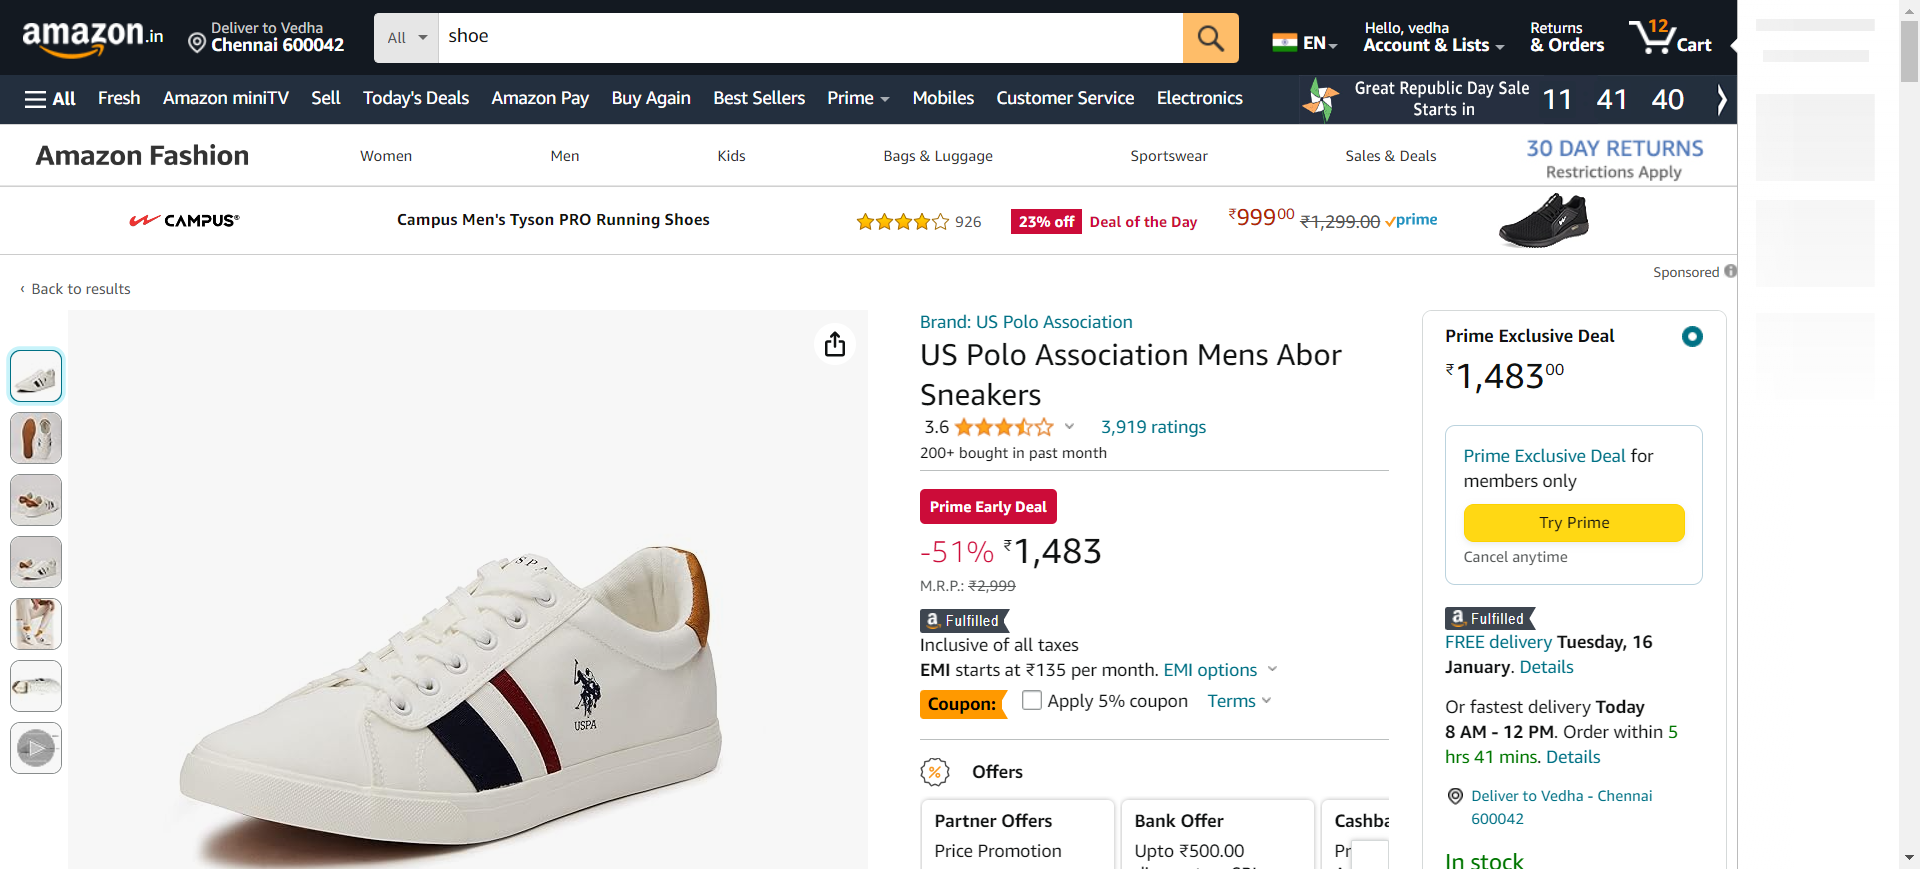 amazon.in
Deliver to Vedha
Chennai 600042
All
shoe
EN
Hello, vedha
Account & Lists
Returns
& Orders
12
Cart
All
Fresh
Amazon miniTV
Sell
Today's Deals
Amazon Pay
Buy Again
Best Sellers
Prime
Mobiles
Customer Service
Electronics
Great Republic Day Sale
Starts in
11 41 40
Amazon Fashion
Women
Men
Kids
Bags & Luggage
Sportswear
Sales & Deals
30 DAY RETURNS
Restrictions Apply
CAMPUS®
Campus Men's Tyson PRO Running Shoes
926
23% off
Deal of the Day
₹99900
₹1,299.00
prime
Sponsored
‹ Back to results
USPA
USPA
Brand: US Polo Association
US Polo Association Mens Abor
Sneakers
3.6
3,919 ratings
200+ bought in past month
Prime Early Deal
-51% ₹1,483
M.R.P.: ₹2,999
a Fulfilled
Inclusive of all taxes
EMI starts at ₹135 per month. EMI options
Coupon:
Apply 5% coupon
Terms
%
Offers
Partner Offers
Price Promotion
Bank Offer
Upto ₹500.00
Prime Exclusive Deal
₹1,48300
Prime Exclusive Deal for
members only
Try Prime
Cancel anytime
a Fulfilled
FREE delivery Tuesday, 16
January. Details
Or fastest delivery Today
8 AM - 12 PM. Order within 5
hrs 41 mins. Details
Deliver to Vedha - Chennai
600042
In stock